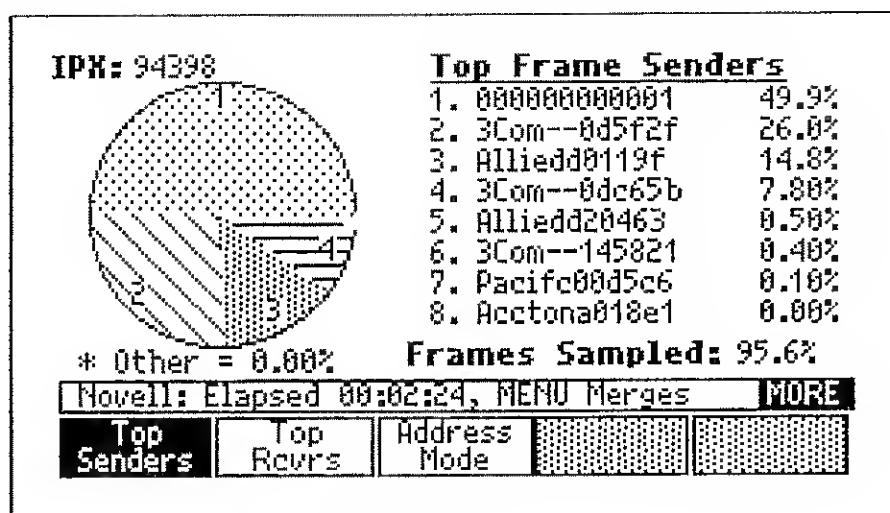 IPX: 94398
Top Frame Senders
1. 000000000001 49.9%
2. 3Com--0d5f2f 26.0%
3. Alliedd0119f 14.8%
4. 3Com--0dc65b 7.80%
5. Alliedd20463 0.50%
6. 3Com--145821 0.40%
7. Pacifc00d5c6 0.10%
8. Acctona018e1 0.00%
1
2
3
4
* Other = 0.00%
Frames Sampled: 95.6%
Novell: Elapsed 00:02:24, MENU Merges MORE
Top Senders
Top Rcvrs
Address Mode